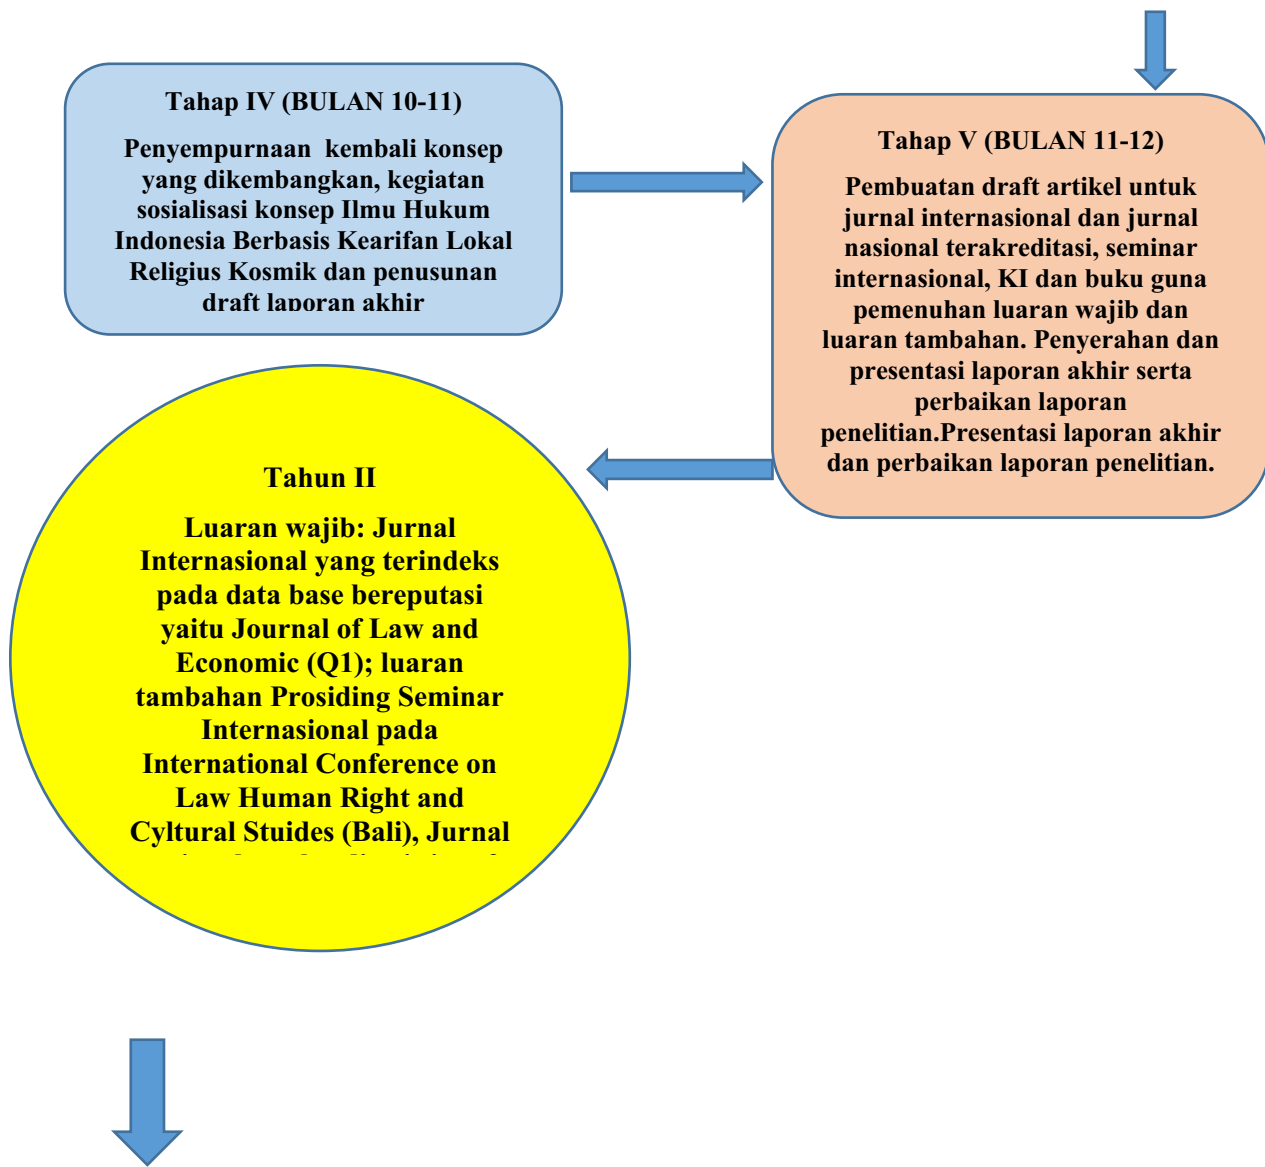 Tahap IV (BULAN 10-11)
Penyempurnaan kembali konsep
yang dikembangkan, kegiatan
sosialisasi konsep Ilmu Hukum
Indonesia Berbasis Kearifan Lokal
Religius Kosmik dan penusunan
draft laporan akhir
Tahap V (BULAN 11-12)
Pembuatan draft artikel untuk
jurnal internasional dan jurnal
nasional terakreditasi, seminar
internasional, KI dan buku guna
pemenuhan luaran wajib dan
luaran tambahan. Penyerahan dan
presentasi laporan akhir serta
perbaikan laporan
penelitian.Presentasi laporan akhir
dan perbaikan laporan penelitian.
Tahun II
Luaran wajib: Jurnal
Internasional yang terindeks
pada data base bereputasi
yaitu Journal of Law and
Economic (Q1); luaran
tambahan Prosiding Seminar
Internasional pada
International Conference on
Law Human Right and
Cyltural Stuides (Bali), Jurnal